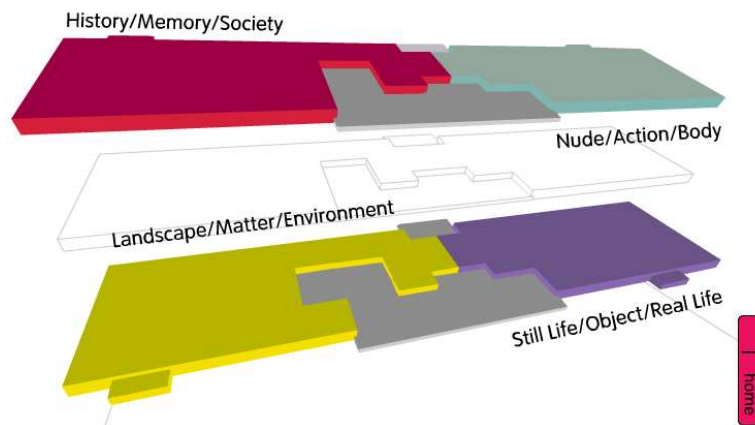 History/Memory/Society
Nude/Action/Body
Landscape/Matter/Environment
Still Life/Object/Real Life
home